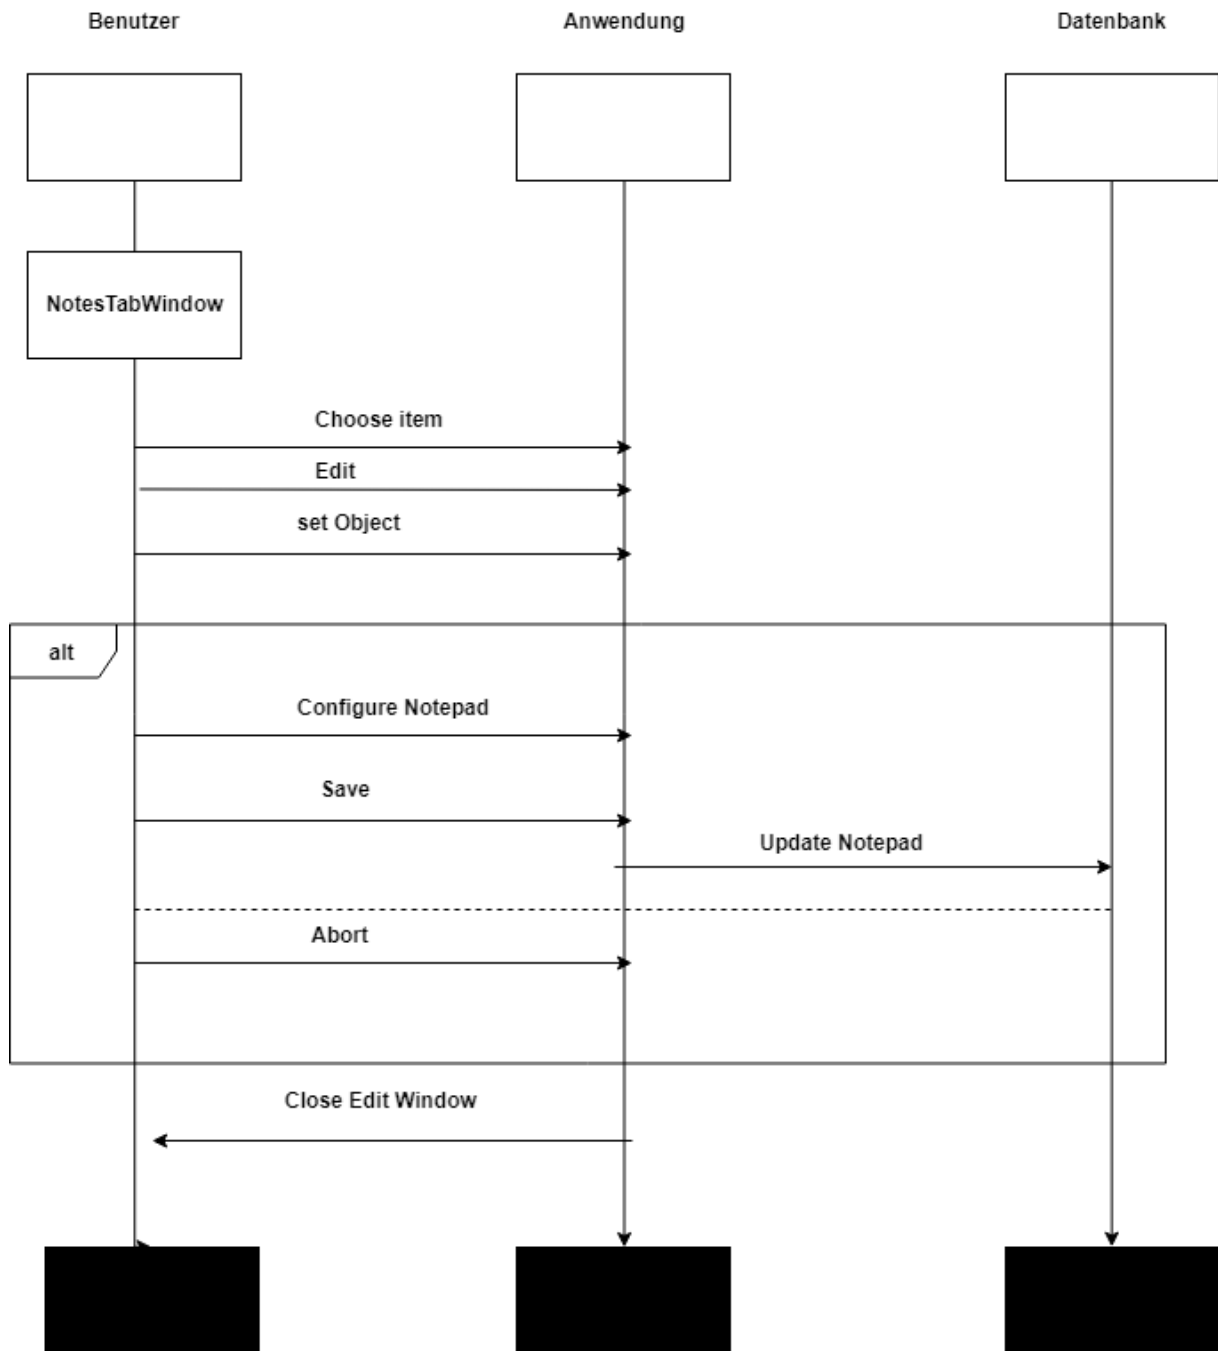 Benutzer
Anwendung
Datenbank
NotesTabWindow
Choose item
Edit
set Object
alt
Configure Notepad
Save
Update Notepad
Abort
Close Edit Window